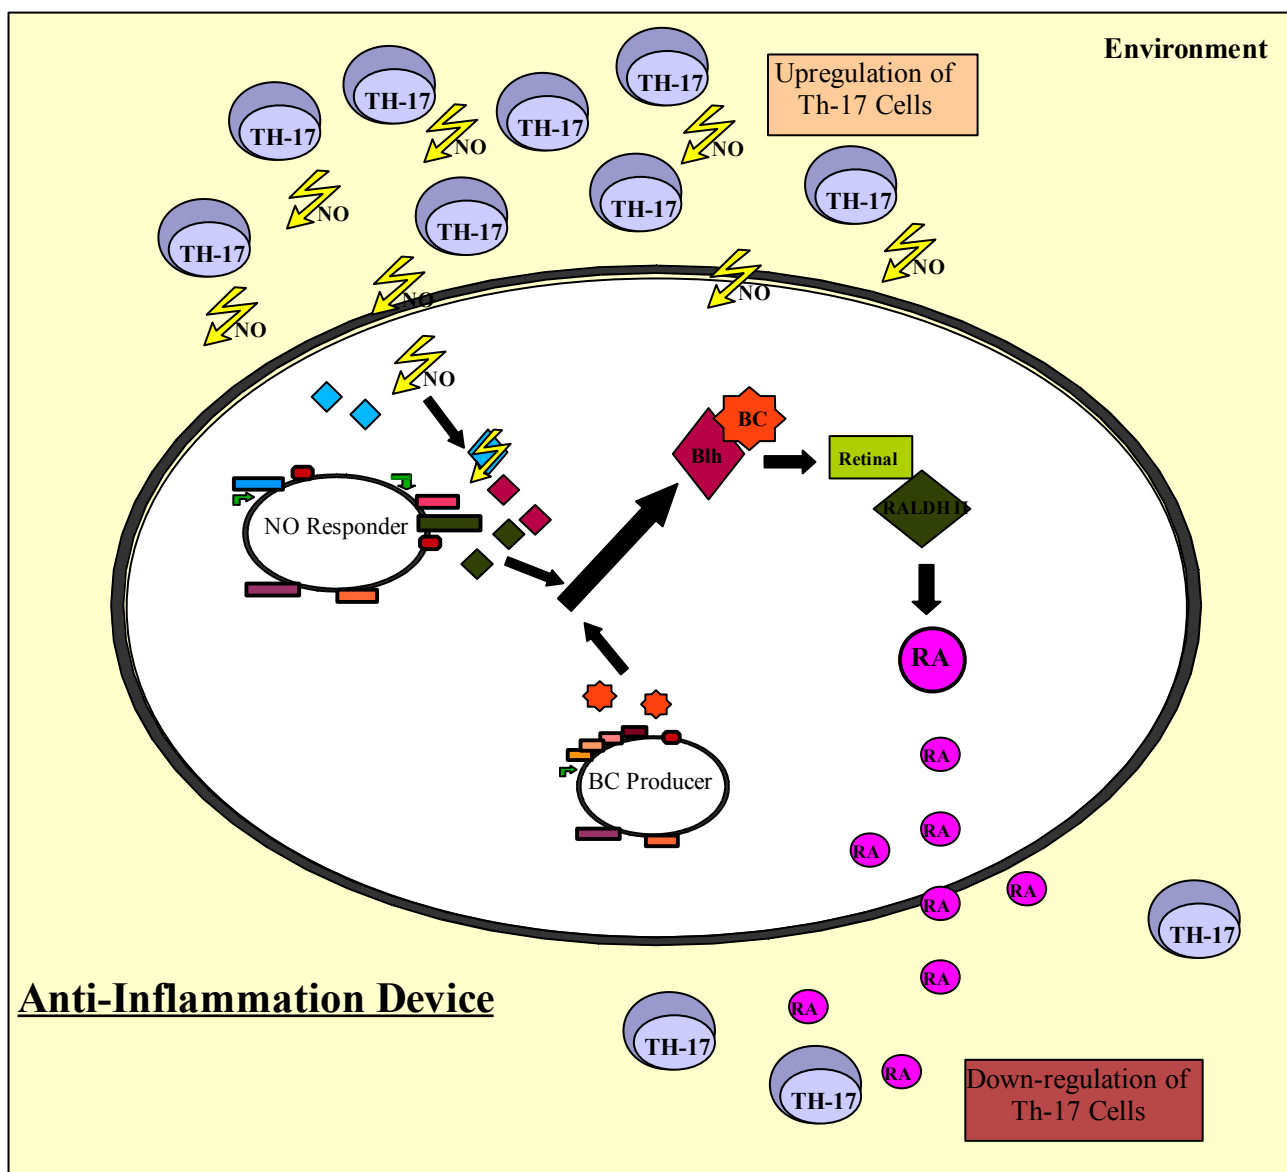 Environment
Upregulation of
Th-17 Cells
TH-17
TH-17
TH-17
TH-17
NO
NO
TH-17
NO
TH-17
TH-17
TH-17
NO
NO
NO
NO
NO
BC
Blh
Retinal
RALDH II
NO Responder
RA
BC Producer
RA
RA
RA
RA
RA
TH-17
RA
Anti-Inflammation Device
RA
TH-17
RA
TH-17
Down-regulation of
Th-17 Cells